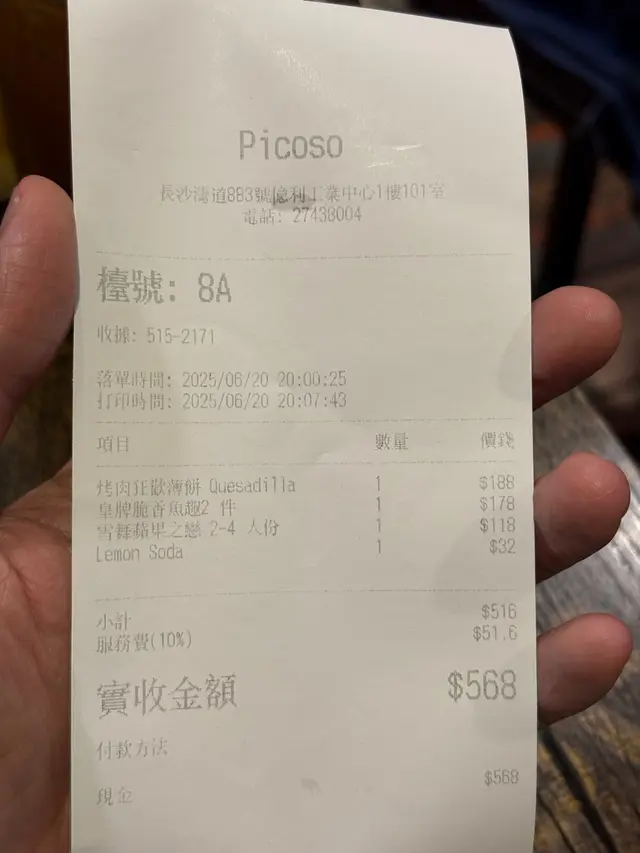 Picoso
長沙灣道883號億利工業中心1樓101室
電話: 27438004
檯號: 8A
收據: 515-2171
落單時間: 2025/06/20 20:00:25
打印時間: 2025/06/20 20:07:43
項目 數量 價錢
烤肉狂歡薄餅 Quesadilla 1 $188
皇牌脆香魚趣2 件 1 $178
雪舞蘋果之戀 2-4 人份 1 $118
Lemon Soda 1 $32
小計 $516
服務費(10%) $51.6
實收金額 $568
付款方法
現金 $568